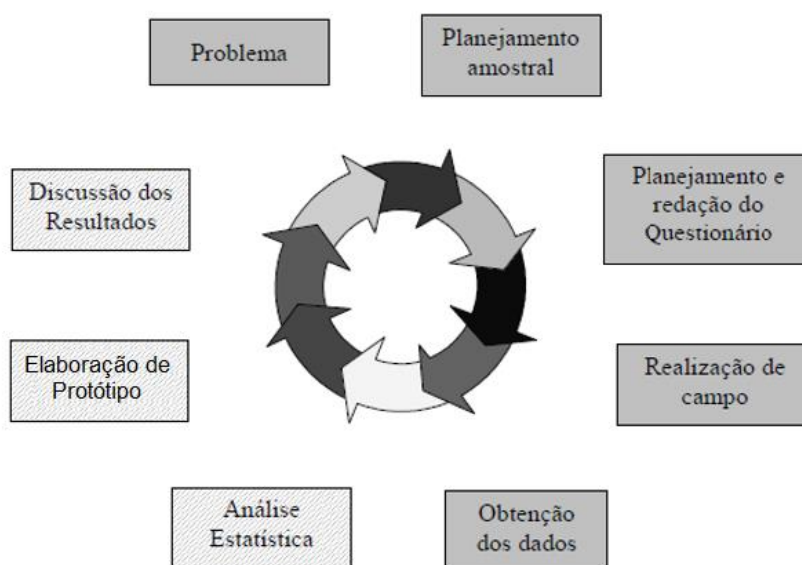 Problema
Planejamento
amostral
Planejamento e
redação do
Questionário
Realização de
campo
Obtenção
dos dados
Análise
Estatística
Elaboração de
Protótipo
Discussão dos
Resultados